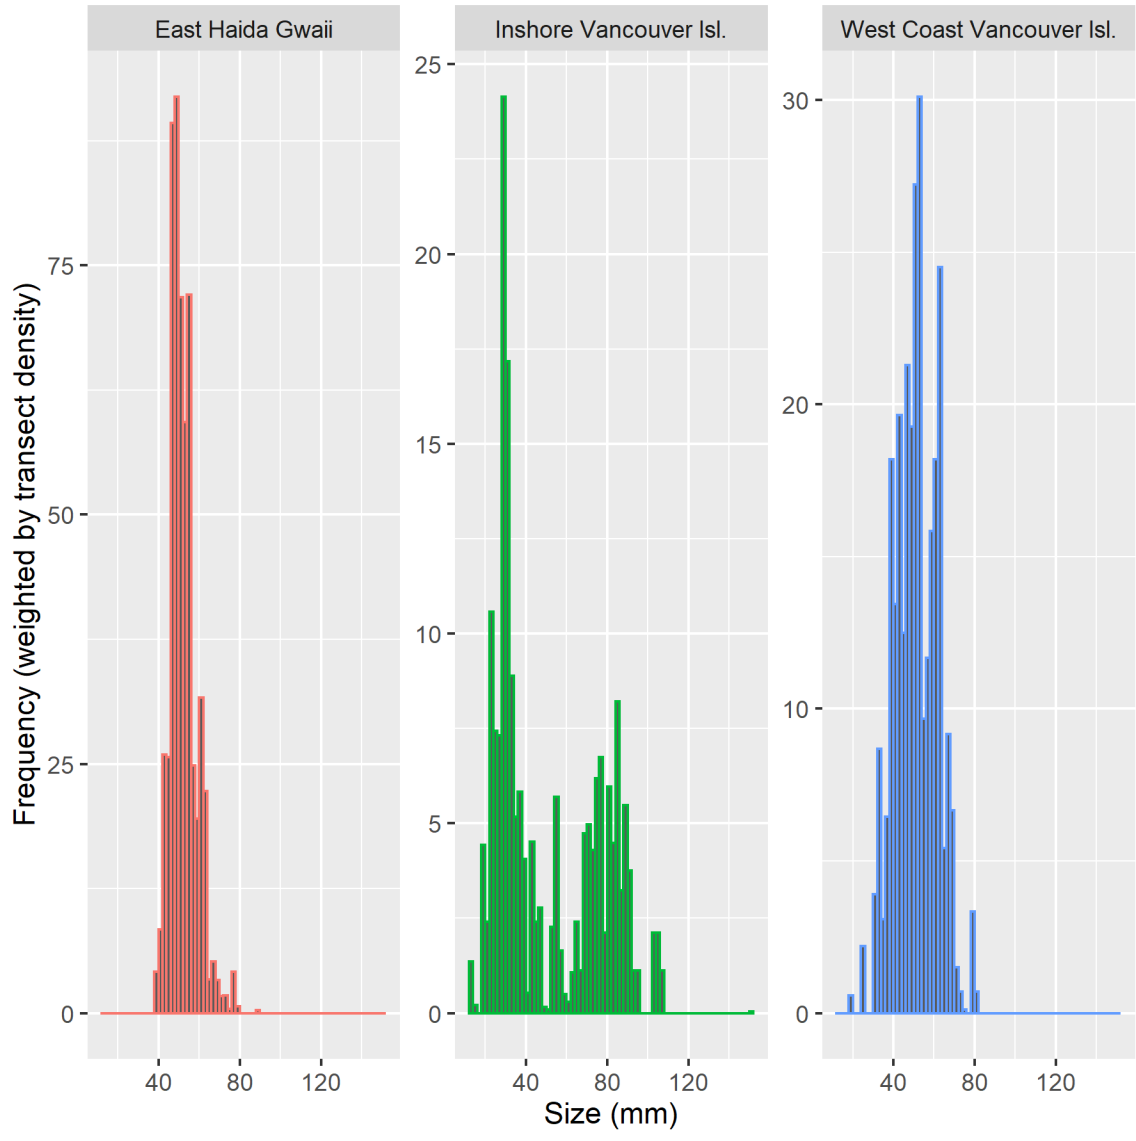 East Haida Gwaii
Inshore Vancouver Isl.
West Coast Vancouver Isl.
Frequency (weighted by transect density)
75
50
25
0
25
20
15
10
5
0
30
20
10
0
40 80 120
40 80 120
40 80 120
Size (mm)